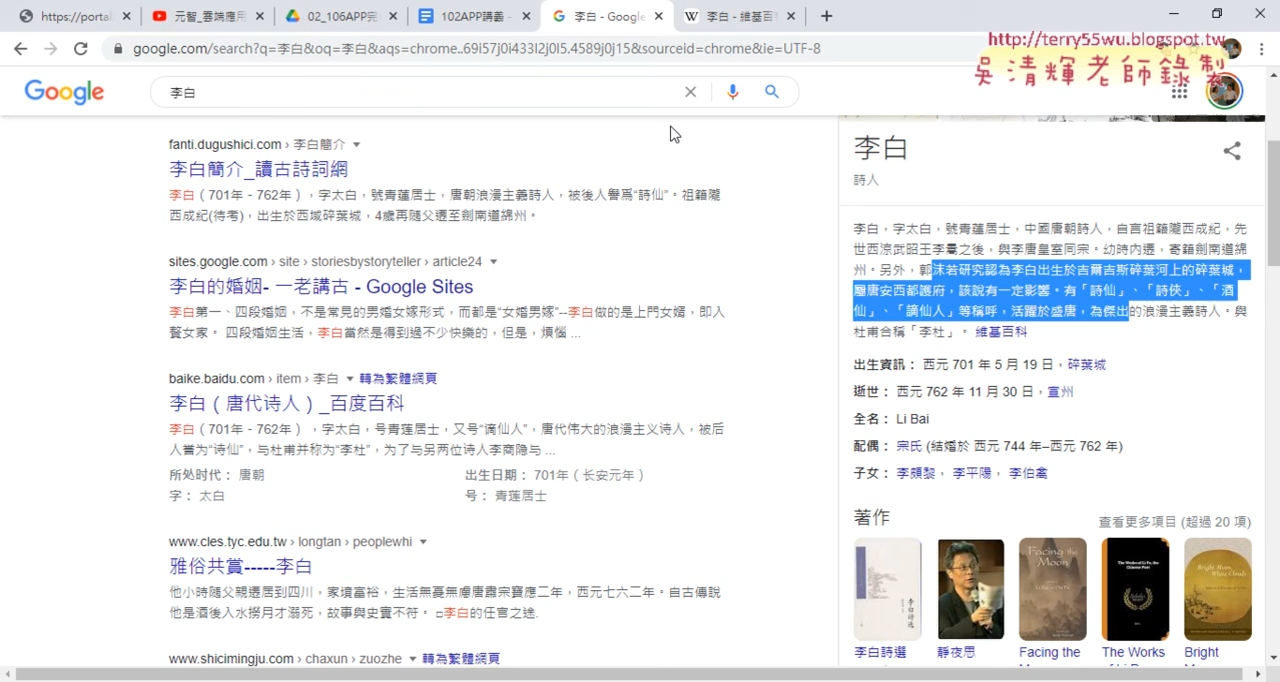 https://portal
元智_雲端應用
02_106APP完
102APP講義 -
李白 - Google
李白 - 維基百
google.com/search?q=李白&oq=李白&aqs=chrome..69i57j0i433l2j0l5.4589j0j15&sourceid=chrome&ie=UTF-8
http://terry55wu.blogspot.tw
吳清輝老師錄製
Google
李白
fanti.dugushici.com › 李白簡介
李白簡介_讀古詩詞網
李白（701年－762年），字太白，號青蓮居士，唐朝浪漫主義詩人，被後人譽爲“詩仙”。祖籍隴
西成紀(待考)，出生於西域碎葉城，4歲再隨父遷至劍南道綿州。
sites.google.com › site › storiesbystoryteller › article24
李白的婚姻- 一老講古 - Google Sites
李白第一、四段婚姻，不是常見的男婚女嫁形式，而都是“女婚男嫁”--李白做的是上門女婿，即入
贅女家。 四段婚姻生活，李白當然是得到過不少快樂的，但是，煩惱 ...
baike.baidu.com › item › 李白 轉為繁體網頁
李白（唐代诗人）_百度百科
李白（701年－762年），字太白，号青莲居士，又号“谪仙人”，唐代伟大的浪漫主义诗人，被后
人誉为“诗仙”，与杜甫并称为“李杜”，为了与另两位诗人李商隐与 ...
所处时代： 唐朝
出生日期： 701年（长安元年）
字： 太白
号： 青莲居士
www.cles.tyc.edu.tw › longtan › peoplewhi
雅俗共賞-----李白
他小時隨父親遷居到四川，家境富裕，生活無憂無慮唐肅宗寶應二年，西元七六二年。自古傳說
他是酒後入水撈月才溺死，故事與史實不符。 □李白的任宦之途.
www.shicimingju.com › chaxun › zuozhe 轉為繁體網頁
李白
詩人
李白，字太白，號青蓮居士，中國唐朝詩人，自言祖籍隴西成紀，先
世西涼武昭王李暠之後，與李唐皇室同宗。幼時內遷，寄籍劍南道綿
州。另外，郭沫若研究認為李白出生於吉爾吉斯碎葉河上的碎葉城，
屬唐安西都護府，該說有一定影響。有「詩仙」、「詩俠」、「酒
仙」、「謫仙人」等稱呼，活躍於盛唐，為傑出的浪漫主義詩人。與
杜甫合稱「李杜」。 維基百科
出生資訊： 西元 701 年 5 月 19 日，碎葉城
逝世： 西元 762 年 11 月 30 日，宣州
全名： Li Bai
配偶： 宗氏 (結婚於 西元 744 年–西元 762 年)
子女： 李頗黎， 李平陽， 李伯禽
著作
查看更多項目 (超過 20 項)
李白詩選
靜夜思
Facing the
The Works
Bright